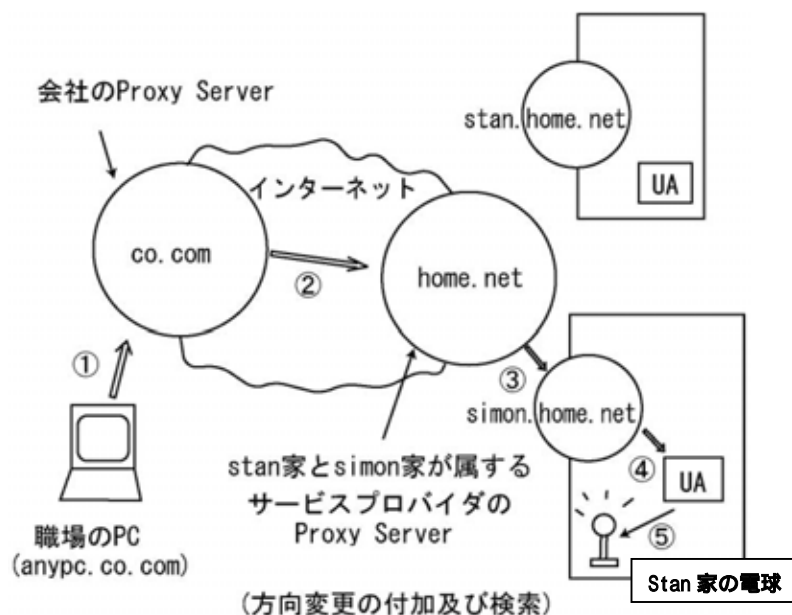 会社のProxy Server
stan.home.net
UA
インターネット
co.com
②
home.net
①
③
simon.home.net
④
UA
⑤
stan家とsimon家が属する
サービスプロバイダの
Proxy Server
職場のPC
(anypc.co.com)
Stan 家の電球
(方向変更の付加及び検索)